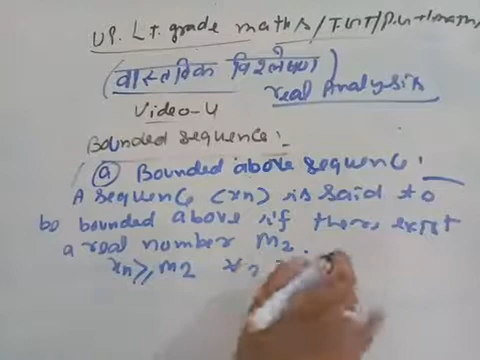 UP. L.T. grade maths / T.G.T / P.G.T
(वास्तविक विश्लेषण)
real Analysis
Video-4
Bounded sequence:
(a) Bounded above sequence:
A sequence (xn) is said to
be bounded above if there exist
a real number m2.
xn ≥ m2 ∀